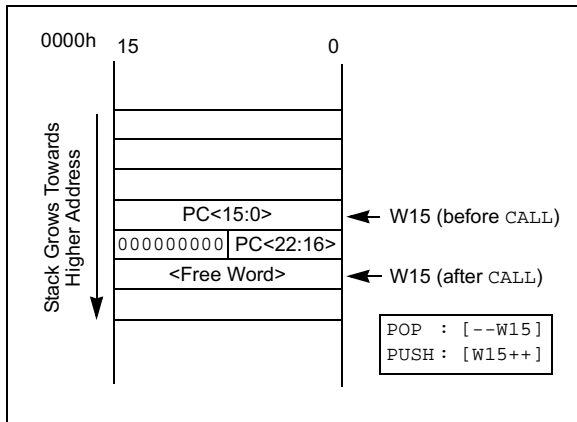 0000h
15 0
Stack Grows Towards
Higher Address
PC<15:0>
W15 (before CALL)
000000000 PC<22:16>
<Free Word>
W15 (after CALL)
POP : [--W15]
PUSH : [W15++]